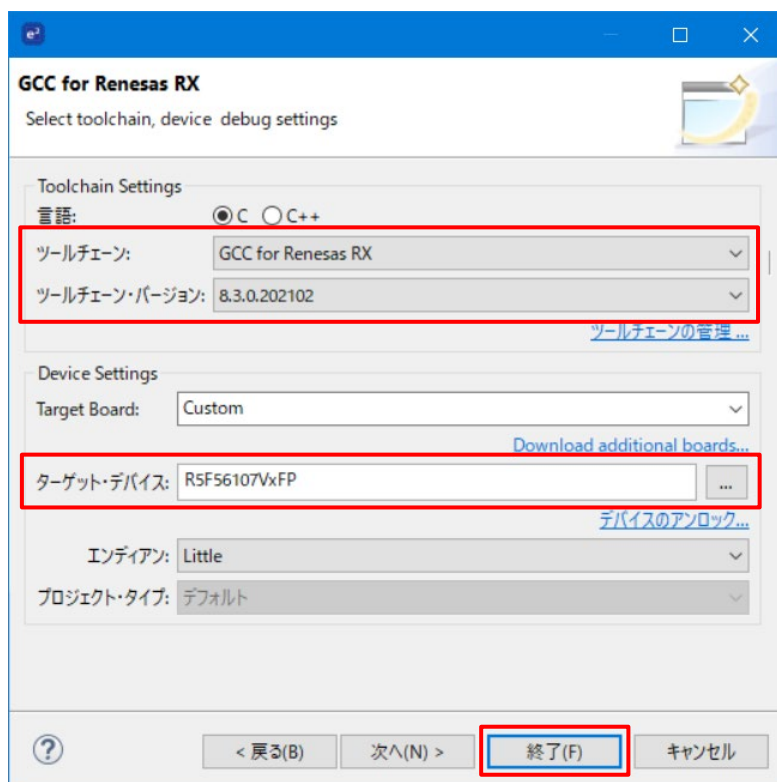 e²
GCC for Renesas RX
Select toolchain, device debug settings
Toolchain Settings
言語: C C++
ツールチェーン: GCC for Renesas RX
ツールチェーン・バージョン: 8.3.0.202102
ツールチェーンの管理 ...
Device Settings
Target Board: Custom
Download additional boards...
ターゲット・デバイス: R5F56107VxFP ...
デバイスのアンロック...
エンディアン: Little
プロジェクト・タイプ: デフォルト
? < 戻る(B) 次へ(N) > 終了(F) キャンセル